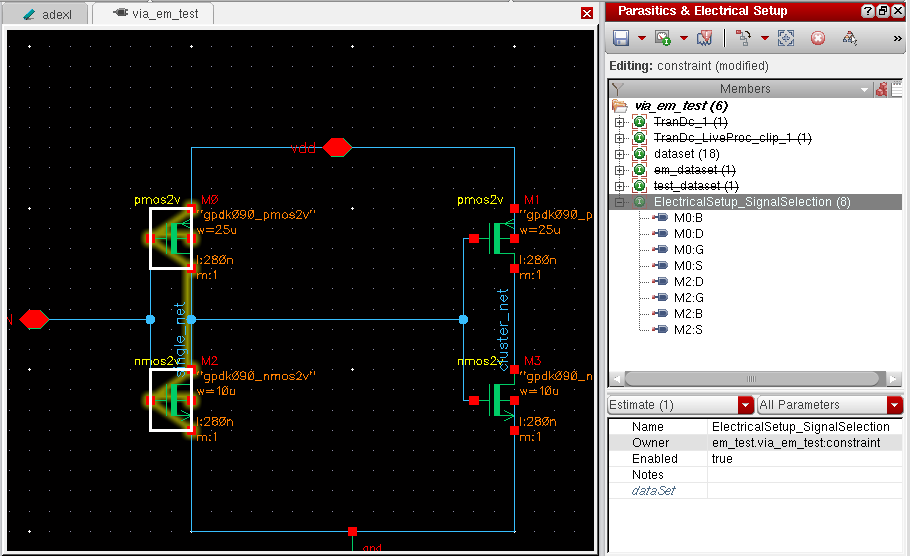 adexl
via_em_test
vdd
pmos2v
M0
"gpdk090_pmos2v"
w=25u
l:280n
m:1
pmos2v
M1
"gpdk090_p
w=25u
l:280n
m:1
single_net
cluster_net
nmos2v
M2
"gpdk090_nmos2v"
w=10u
l:280n
m:1
nmos2v
M3
"gpdk090_n
w=10u
l:280n
m:1
gnd
Parasitics & Electrical Setup
»
Editing: constraint (modified)
Members
via_em_test (6)
TranDc_1 (1)
TranDc_LiveProc_clip_1 (1)
dataset (18)
em_dataset (1)
test_dataset (1)
ElectricalSetup_SignalSelection (8)
M0:B
M0:D
M0:G
M0:S
M2:D
M2:G
M2:B
M2:S
Estimate (1)
All Parameters
Name ElectricalSetup_SignalSelection
Owner em_test.via_em_test:constraint
Enabled true
Notes
dataSet